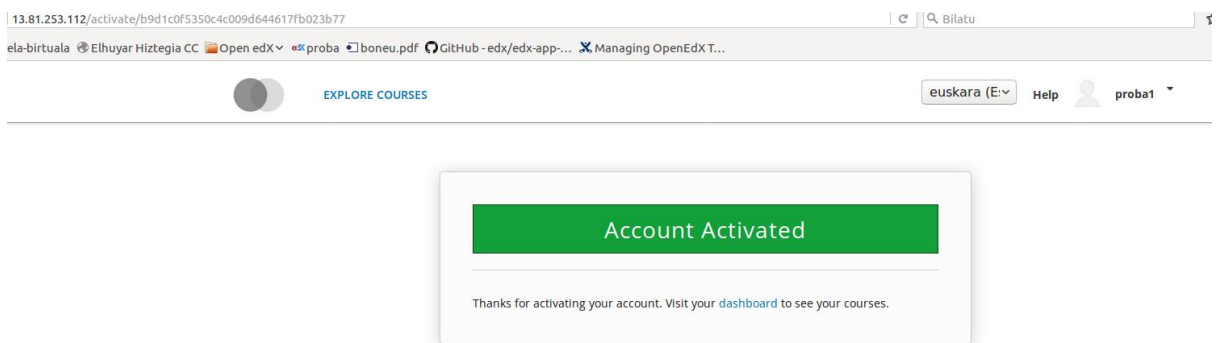 13.81.253.112/activate/b9d1c0f5350c4c009d644617fb023b77 Bilatu
ela-birtuala Elhuyar Hiztegia CC Open edX edX proba boneu.pdf GitHub - edx/edx-app-... Managing OpenEdX T...
EXPLORE COURSES euskara (E: Help proba1
Account Activated
Thanks for activating your account. Visit your dashboard to see your courses.